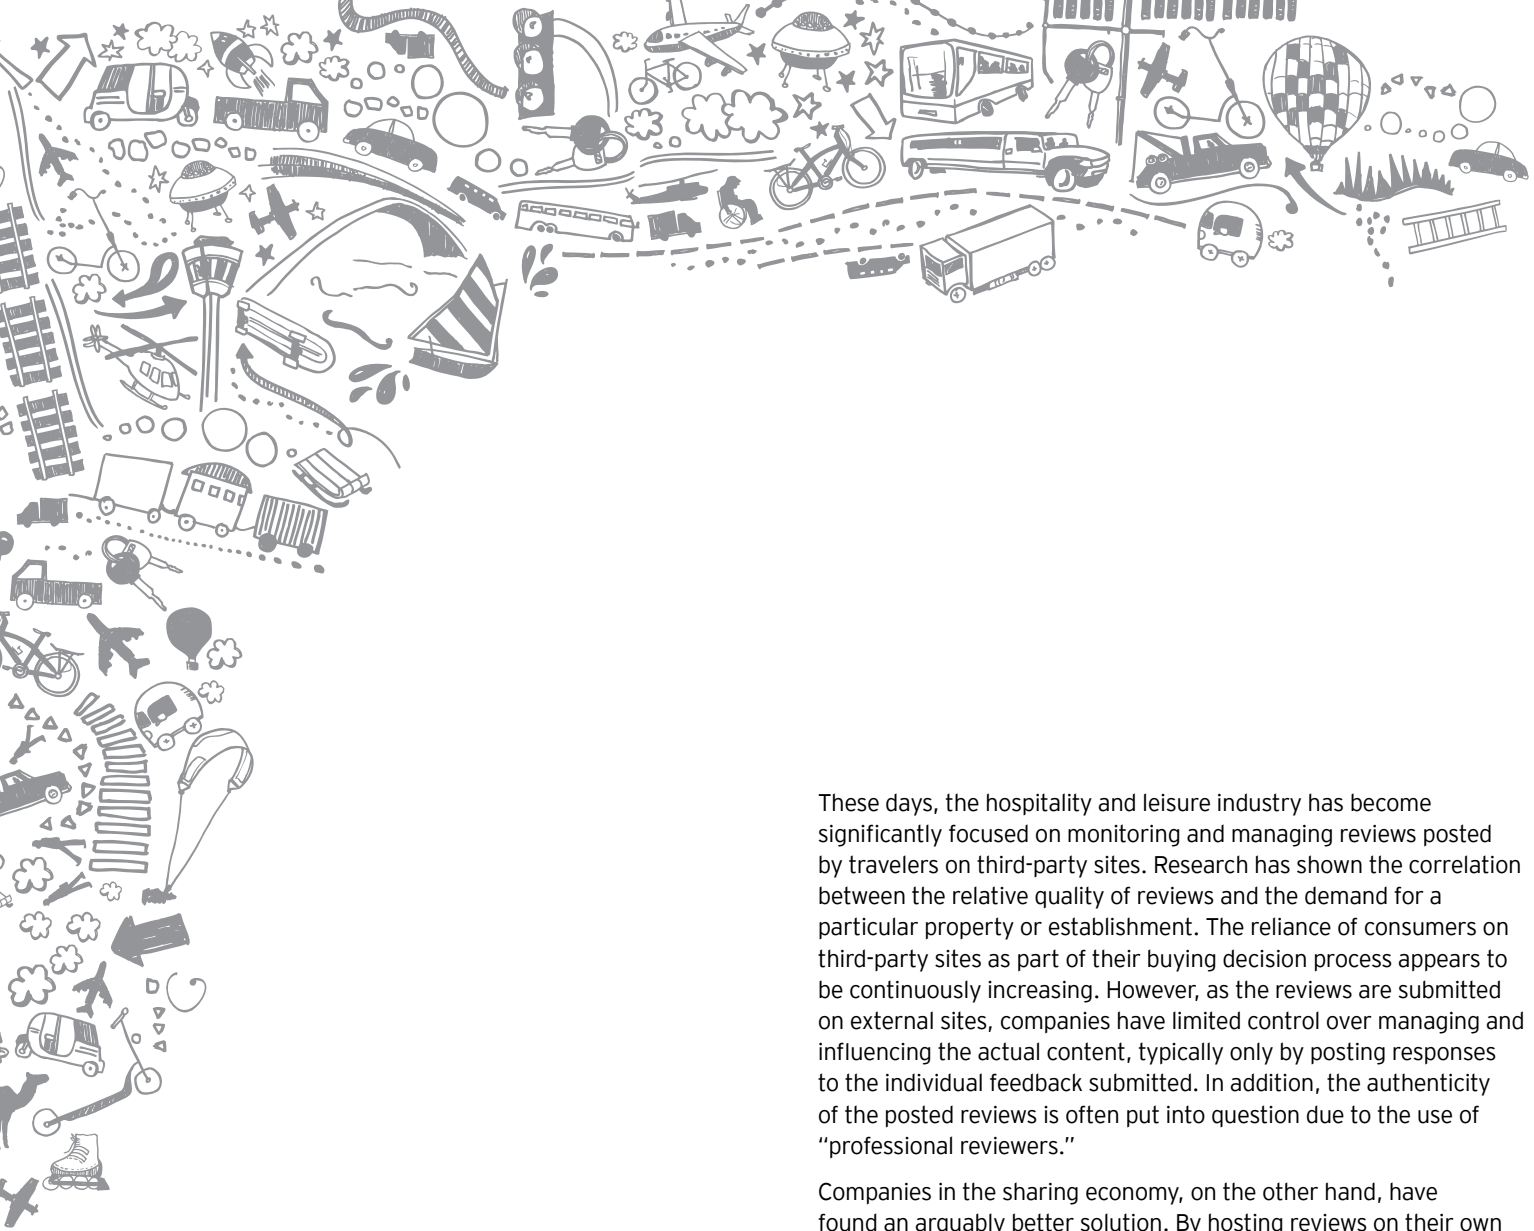 These days, the hospitality and leisure industry has become
significantly focused on monitoring and managing reviews posted
by travelers on third-party sites. Research has shown the correlation
between the relative quality of reviews and the demand for a
particular property or establishment. The reliance of consumers on
third-party sites as part of their buying decision process appears to
be continuously increasing. However, as the reviews are submitted
on external sites, companies have limited control over managing and
influencing the actual content, typically only by posting responses
to the individual feedback submitted. In addition, the authenticity
of the posted reviews is often put into question due to the use of
“professional reviewers.”
Companies in the sharing economy, on the other hand, have
found an arguably better solution. By hosting reviews on their own